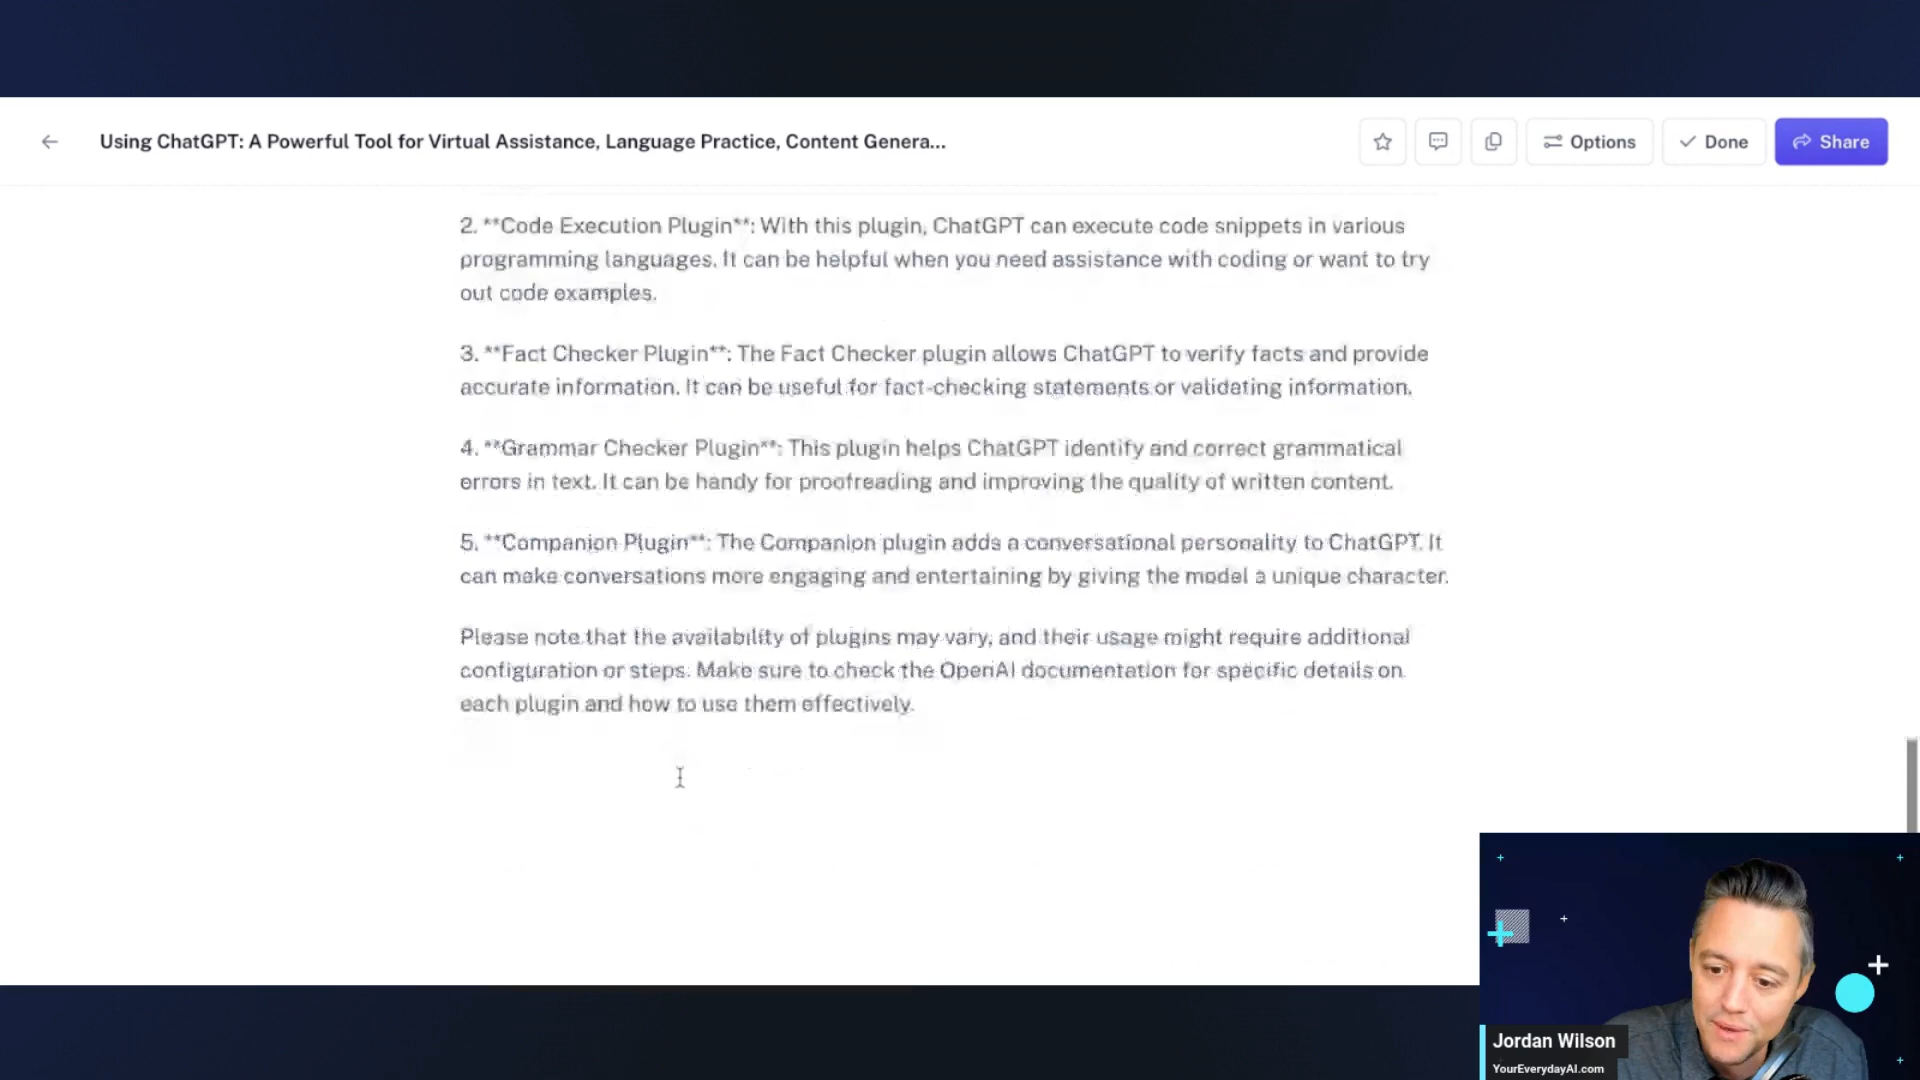 Using ChatGPT: A Powerful Tool for Virtual Assistance, Language Practice, Content Genera...
Options
Done
Share
2. **Code Execution Plugin**: With this plugin, ChatGPT can execute code snippets in various
programming languages. It can be helpful when you need assistance with coding or want to try
out code examples.
3. **Fact Checker Plugin**: The Fact Checker plugin allows ChatGPT to verify facts and provide
accurate information. It can be useful for fact-checking statements or validating information.
4. **Grammar Checker Plugin**: This plugin helps ChatGPT identify and correct grammatical
errors in text. It can be handy for proofreading and improving the quality of written content.
5. **Companion Plugin**: The Companion plugin adds a conversational personality to ChatGPT. It
can make conversations more engaging and entertaining by giving the model a unique character.
Please note that the availability of plugins may vary, and their usage might require additional
configuration or steps. Make sure to check the OpenAI documentation for specific details on
each plugin and how to use them effectively.
Jordan Wilson
YourEverydayAI.com